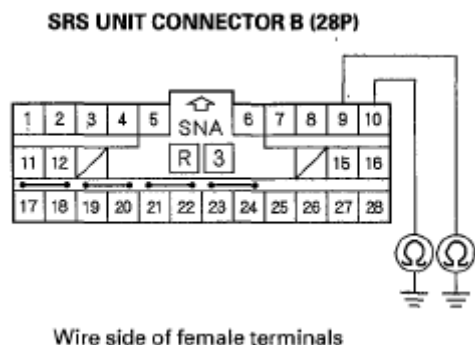 SRS UNIT CONNECTOR B (28P)
1 2 3 4 5 SNA 6 7 8 9 10
R 3
11 12 15 16
17 18 19 20 21 22 23 24 25 26 27 28
Ω Ω
Wire side of female terminals